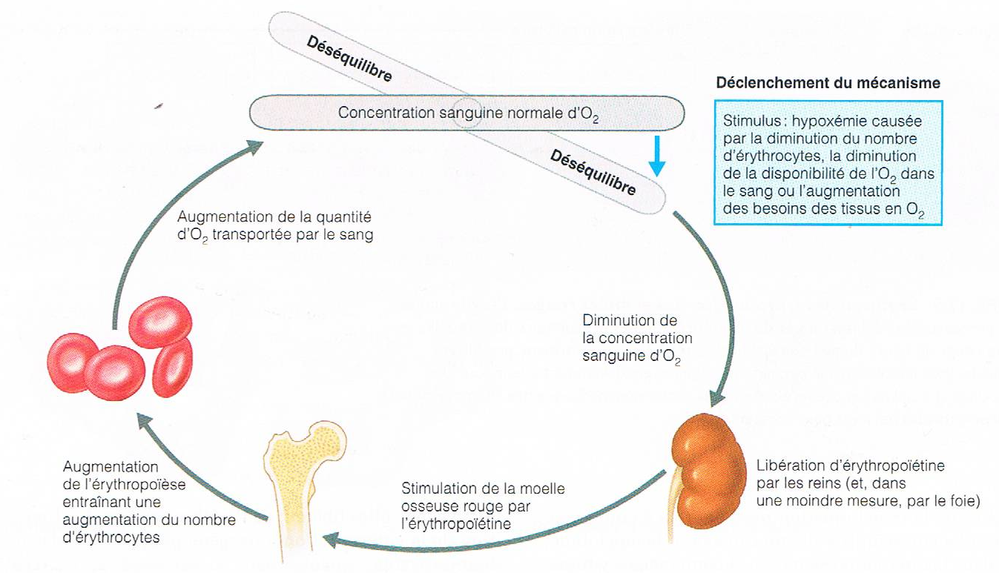 Déséquilibre
Concentration sanguine normale d'O₂
Déséquilibre
Déclenchement du mécanisme
Stimulus : hypoxémie causée
par la diminution du nombre
d'érythrocytes, la diminution
de la disponibilité de l'O₂ dans
le sang ou l'augmentation
des besoins des tissus en O₂
Diminution de
la concentration
sanguine d'O₂
Libération d'érythropoïétine
par les reins (et, dans
une moindre mesure, par le foie)
Stimulation de la moelle
osseuse rouge par
l'érythropoïétine
Augmentation
de l'érythropoïèse
entraînant une
augmentation du nombre
d'érythrocytes
Augmentation de la quantité
d'O₂ transportée par le sang